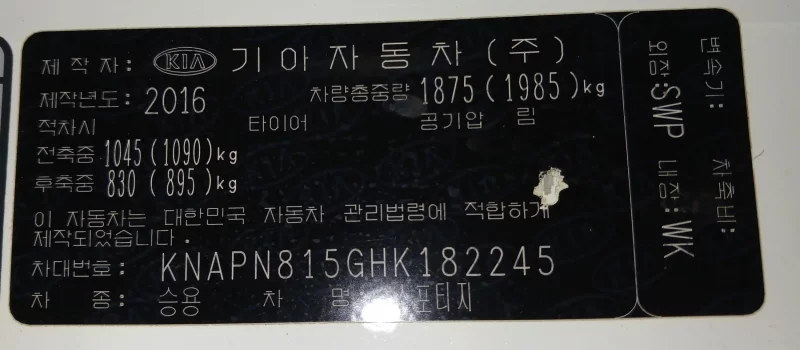 제 작 자: KIA 기아자동차(주)
제작년도: 2016 차량총중량 1875(1985)kg
적차시 타이어 공기압 림
전축중 1045(1090)kg
후축중 830(895)kg
이 자동차는 대한민국 자동차 관리법령에 적합하게
제작되었습니다.
차대번호: KNAPN815GHK182245
차 종: 승용 차 명 포티지
변속기: 차축비:
외장:SWP 내장:WK